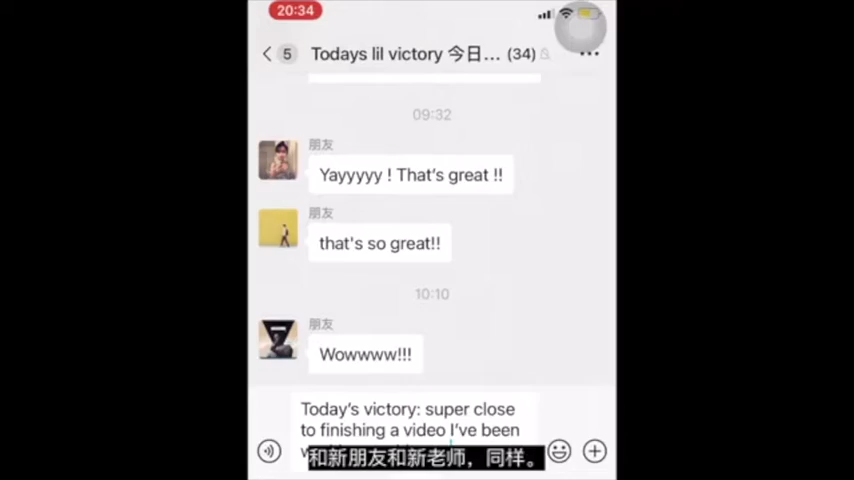 20:34
5
Todays lil victory 今日... (34)
09:32
朋友
Yayyyyy ! That's great !!
朋友
that's so great!!
10:10
朋友
Wowwww!!!
Today's victory: super close
to finishing a video I've been
和新朋友和新老师，同样。